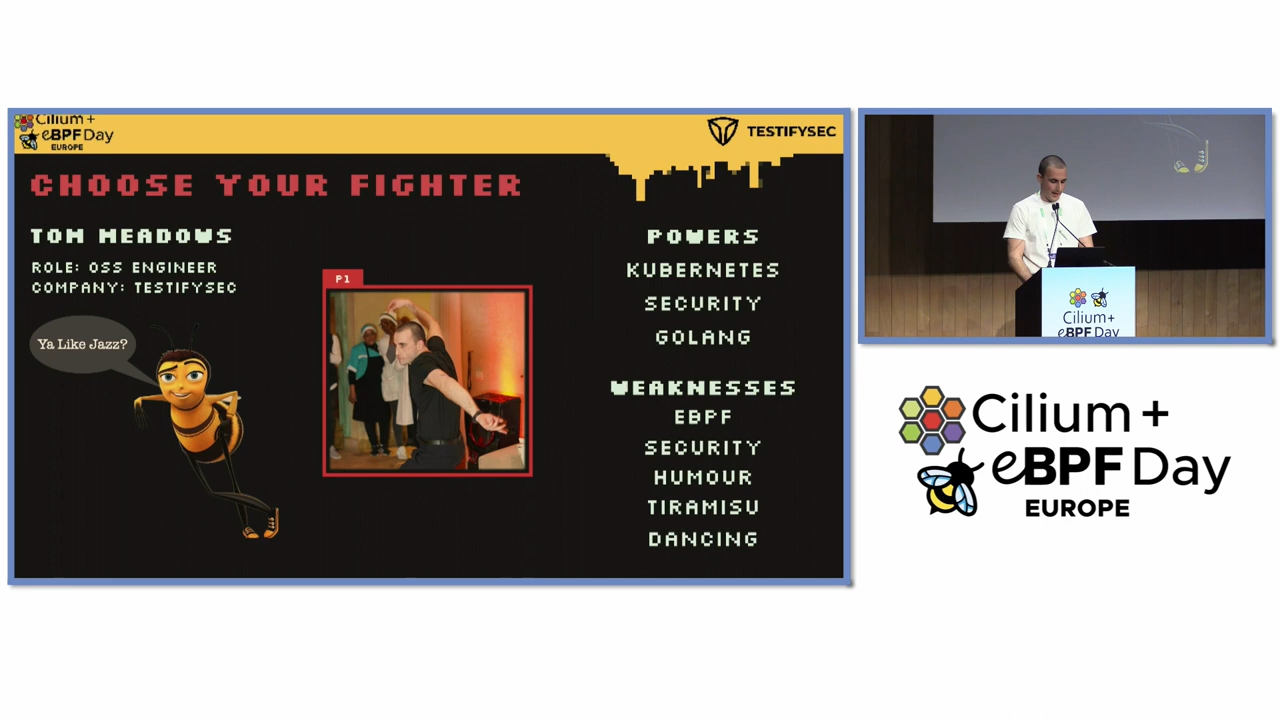 Cilium +
eBPF Day
EUROPE
TESTIFYSEC
CHOOSE YOUR FIGHTER
TOM MEADOWS
ROLE: OSS ENGINEER
COMPANY: TESTIFYSEC
Ya Like Jazz?
P1
POWERS
KUBERNETES
SECURITY
GOLANG
WEAKNESSES
EBPF
SECURITY
HUMOUR
TIRAMISU
DANCING
Cilium+
eBPF Day
Cilium +
eBPF Day
EUROPE